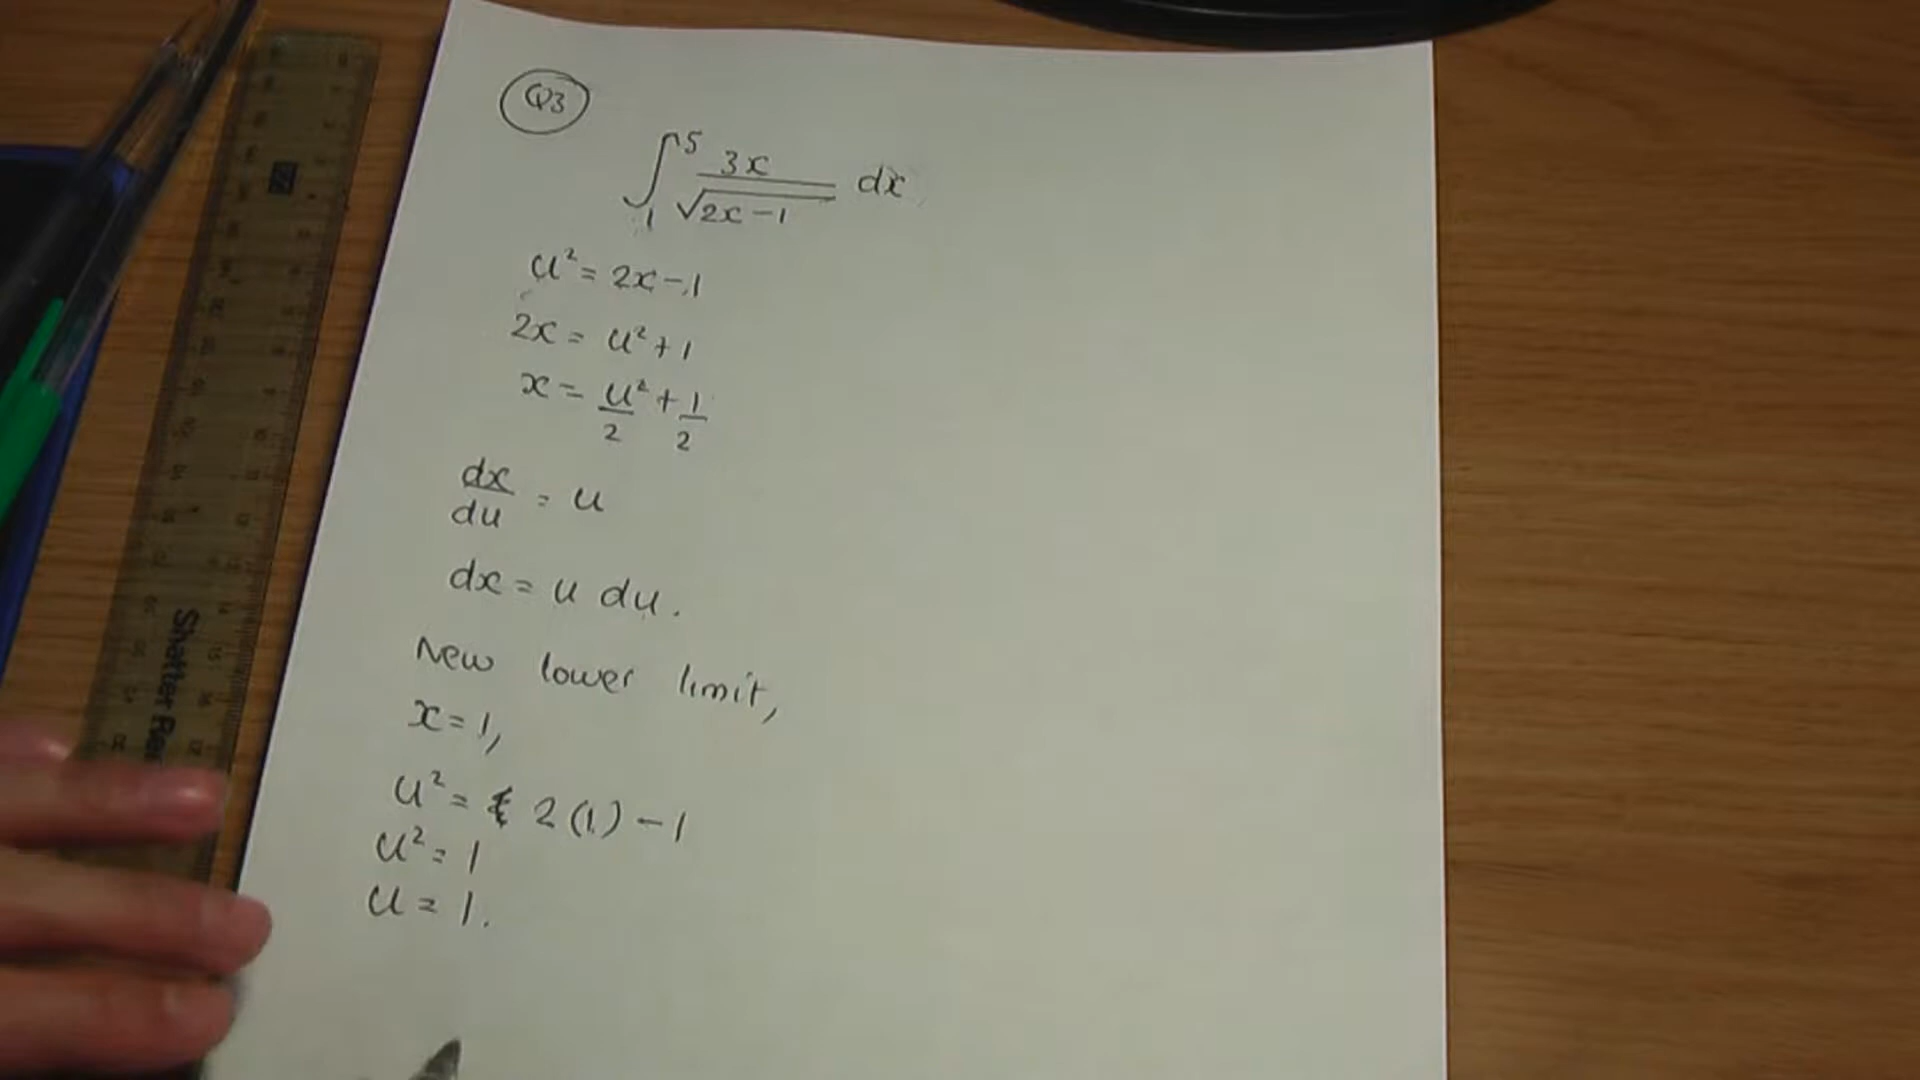 Q3
∫₁⁵ 3x/√(2x-1) dx
u² = 2x-1
2x = u² + 1
x = u²/2 + 1/2
dx/du = u
dx = u du.
New lower limit,
x = 1,
u² = 2(1) - 1
u² = 1
u = 1.